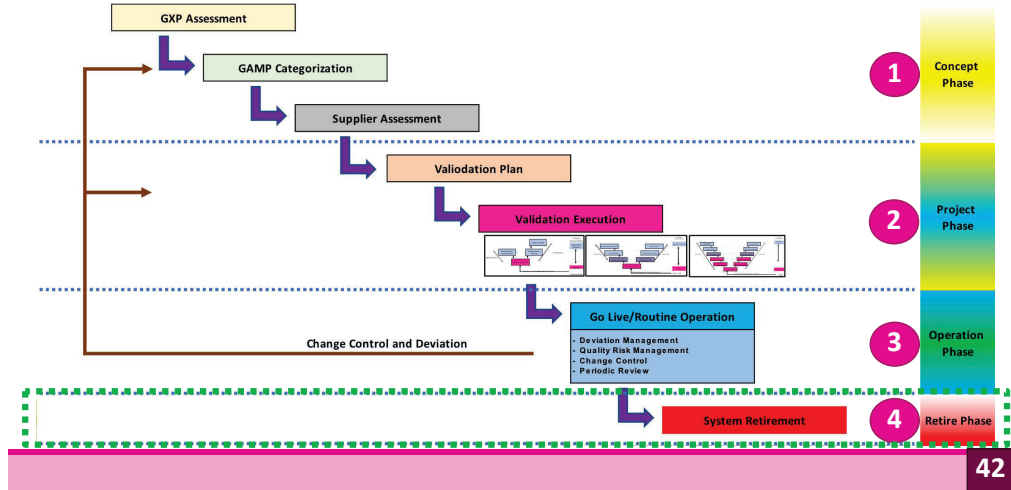 GXP Assessment
GAMP Categorization
Supplier Assessment
1
Concept
Phase
Valiodation Plan
Validation Execution
2
Project
Phase
Go Live/Routine Operation
- Deviation Management
- Quality Risk Management
- Change Control
- Periodic Review
Change Control and Deviation
3
Operation
Phase
System Retirement
4
Retire Phase
42